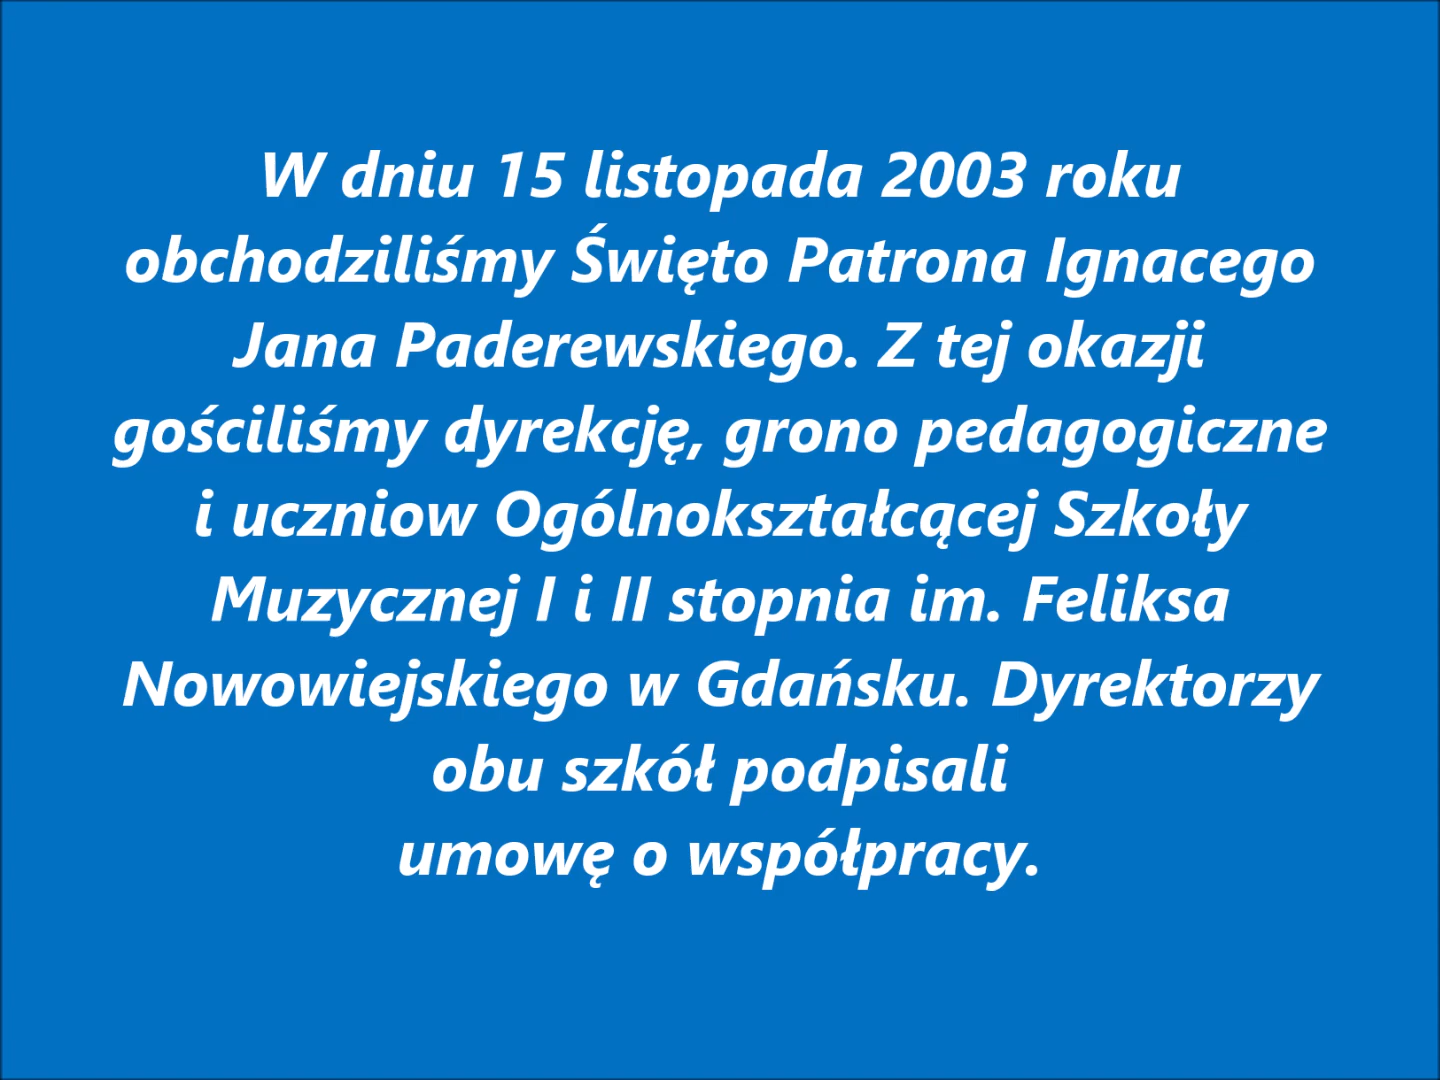 W dniu 15 listopada 2003 roku
obchodziliśmy Święto Patrona Ignacego
Jana Paderewskiego. Z tej okazji
gościliśmy dyrekcję, grono pedagogiczne
i uczniow Ogólnokształcącej Szkoły
Muzycznej I i II stopnia im. Feliksa
Nowowiejskiego w Gdańsku. Dyrektorzy
obu szkół podpisali
umowę o współpracy.